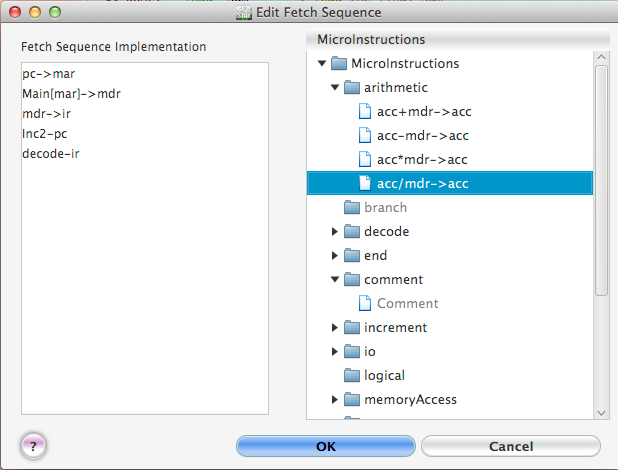 Edit Fetch Sequence
Fetch Sequence Implementation
pc->mar
Main[mar]->mdr
mdr->ir
Inc2-pc
decode-ir
MicroInstructions
MicroInstructions
arithmetic
acc+mdr->acc
acc-mdr->acc
acc*mdr->acc
acc/mdr->acc
branch
decode
end
comment
Comment
increment
io
logical
memoryAccess
?
OK
Cancel